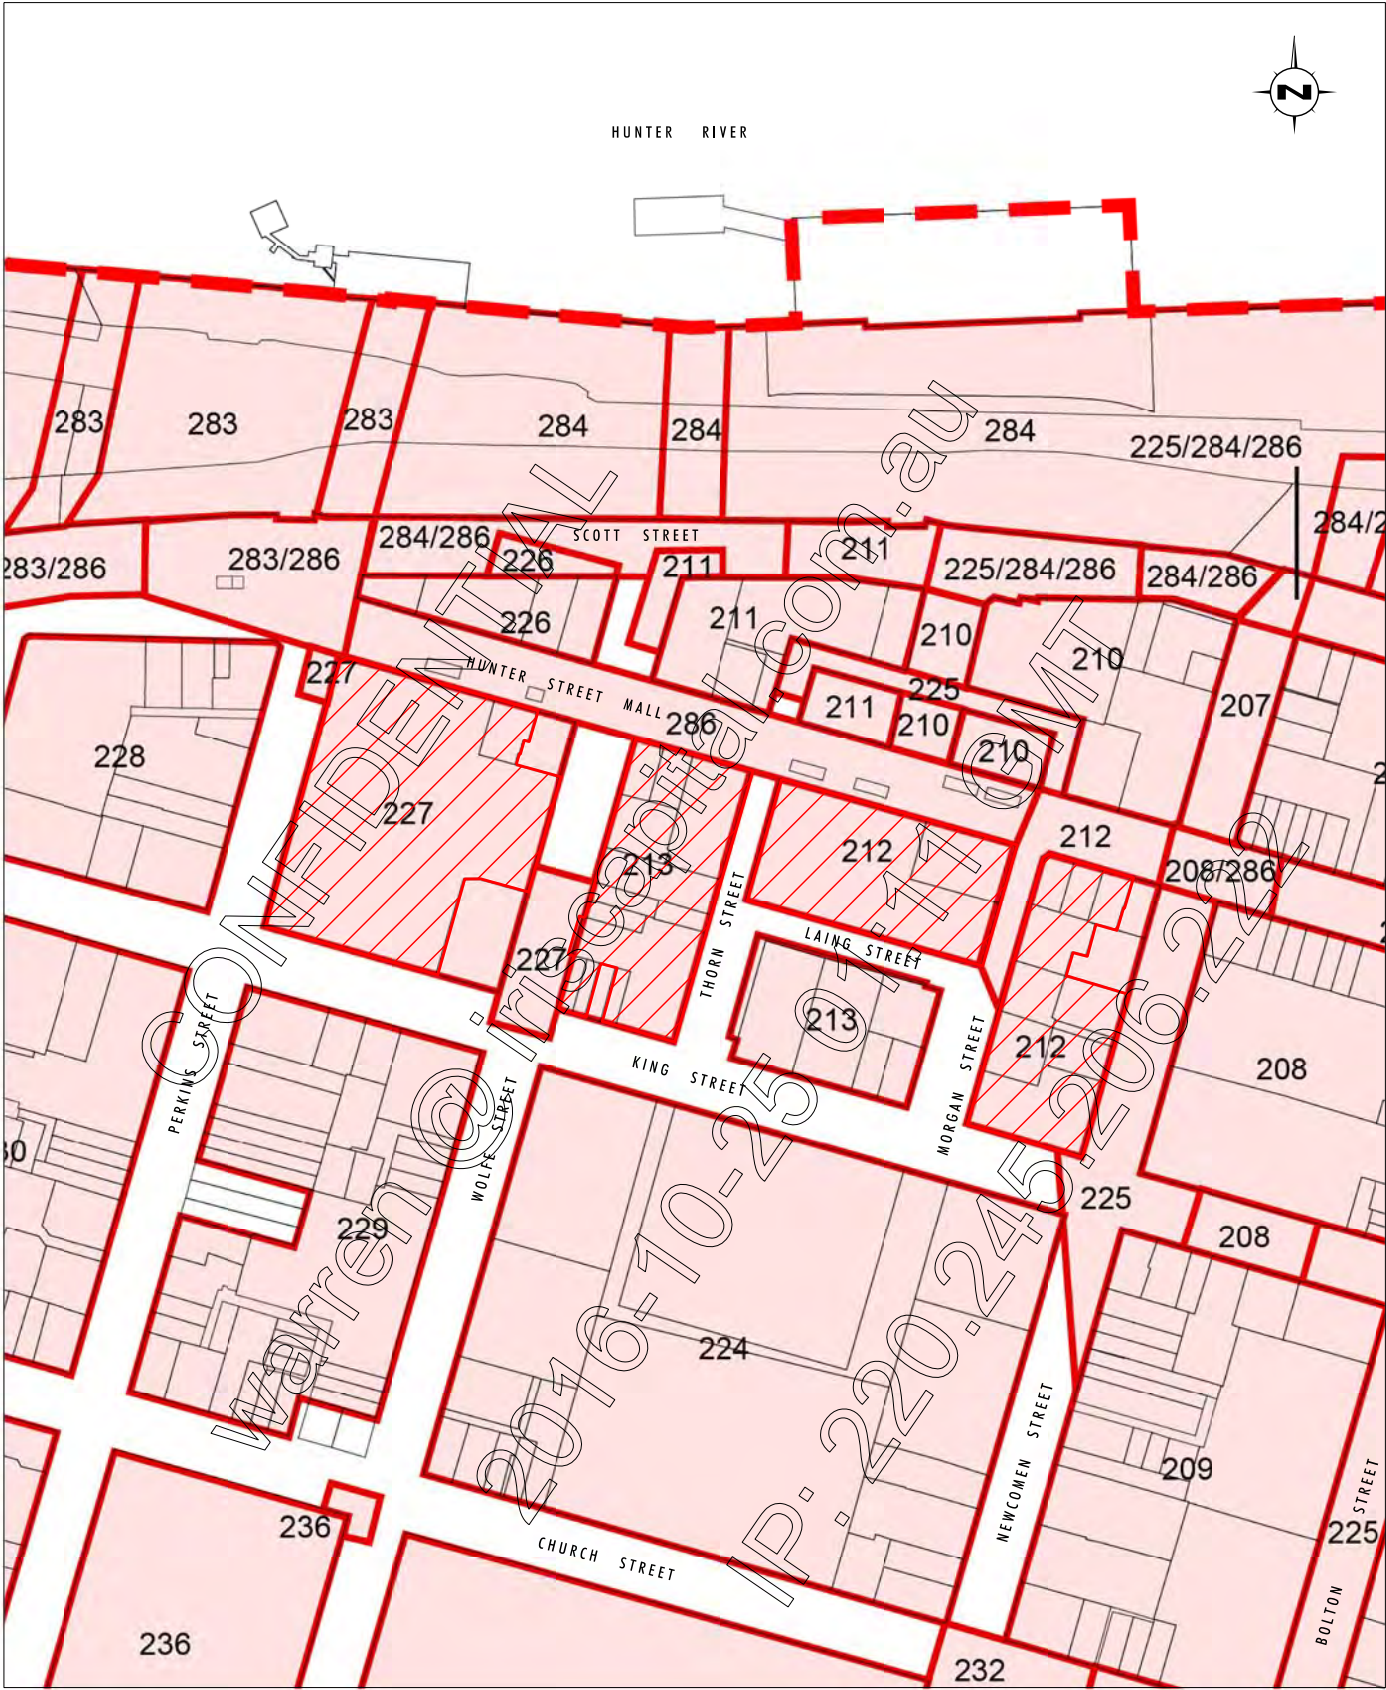 N
HUNTER RIVER
283
283
283
284
284
284
225/284/286
284/2
283/286
283/286
284/286
226
SCOTT STREET
211
211
225/284/286
284/286
226
211
210
210
227
HUNTER STREET MALL
286
225
211
210
210
207
228
227
213
212
212
208/286
THORN STREET
LAING STREET
227
213
212
208
PERKINS STREET
KING STREET
MORGAN STREET
WOLFE STREET
30
229
225
208
224
209
NEWCOMEN STREET
236
CHURCH STREET
225
BOLTON STREET
236
232
CONFIDENTIAL
warren @ iriscapital.com.au
2016-10-25 01:11 GMT
IP: 220.245.206.222